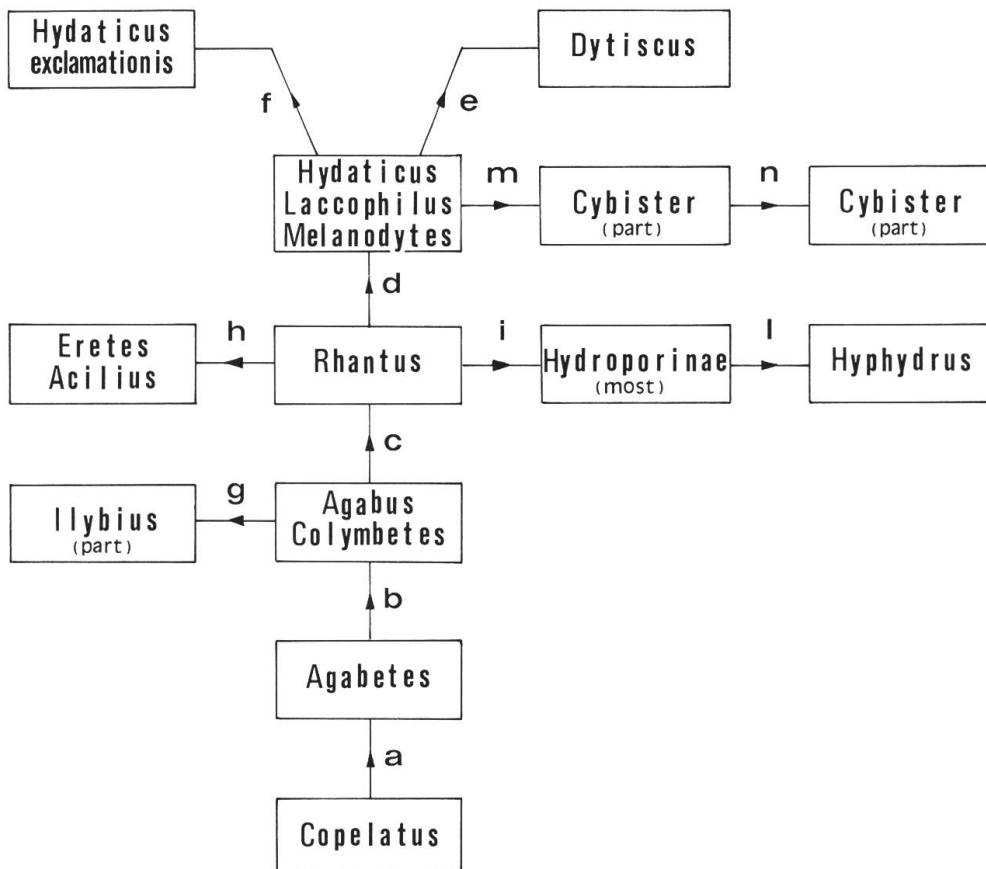 Hydaticus
exclamationis
Dytiscus
f
e
Hydaticus
Laccophilus
Melanodytes
m
Cybister
(part)
n
Cybister
(part)
d
Eretes
Acilius
h
Rhantus
i
Hydroporinae
(most)
l
Hyphydrus
c
Ilybius
(part)
g
Agabus
Colymbetes
b
Agabetes
a
Copelatus